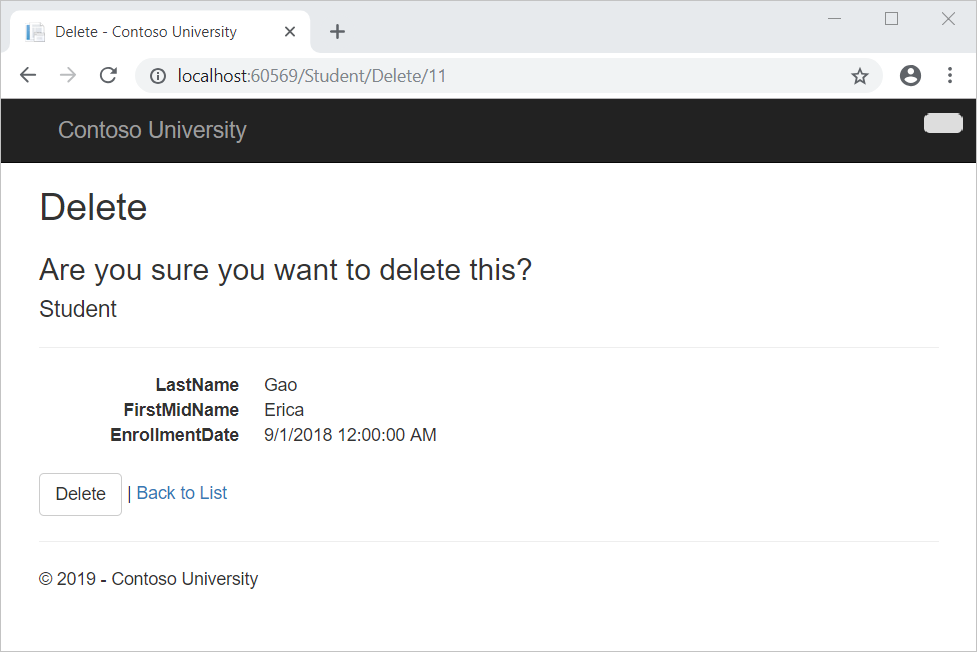 Delete - Contoso University
localhost:60569/Student/Delete/11
Contoso University
Delete
Are you sure you want to delete this?
Student
LastName Gao
FirstMidName Erica
EnrollmentDate 9/1/2018 12:00:00 AM
Delete | Back to List
© 2019 - Contoso University